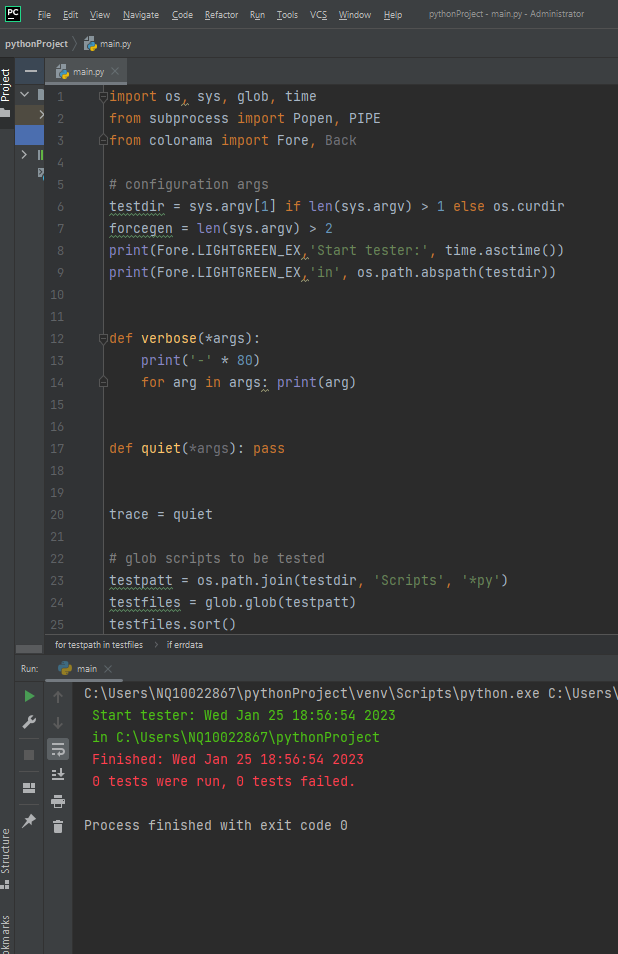 PC File Edit View Navigate Code Refactor Run Tools VCS Window Help pythonProject - main.py - Administrator
pythonProject main.py
Project
main.py
1 import os, sys, glob, time
2 from subprocess import Popen, PIPE
3 from colorama import Fore, Back
4
5 # configuration args
6 testdir = sys.argv[1] if len(sys.argv) > 1 else os.curdir
7 forcegen = len(sys.argv) > 2
8 print(Fore.LIGHTGREEN_EX,'Start tester:', time.asctime())
9 print(Fore.LIGHTGREEN_EX,'in', os.path.abspath(testdir))
10
11
12 def verbose(*args):
13 print('-' * 80)
14 for arg in args: print(arg)
15
16
17 def quiet(*args): pass
18
19
20 trace = quiet
21
22 # glob scripts to be tested
23 testpatt = os.path.join(testdir, 'Scripts', '*py')
24 testfiles = glob.glob(testpatt)
25 testfiles.sort()
for testpath in testfiles if errdata
Run: main
C:\Users\NQ10022867\pythonProject\venv\Scripts\python.exe C:\Users\
Start tester: Wed Jan 25 18:56:54 2023
in C:\Users\NQ10022867\pythonProject
Finished: Wed Jan 25 18:56:54 2023
0 tests were run, 0 tests failed.
Process finished with exit code 0
Structure
okmarks